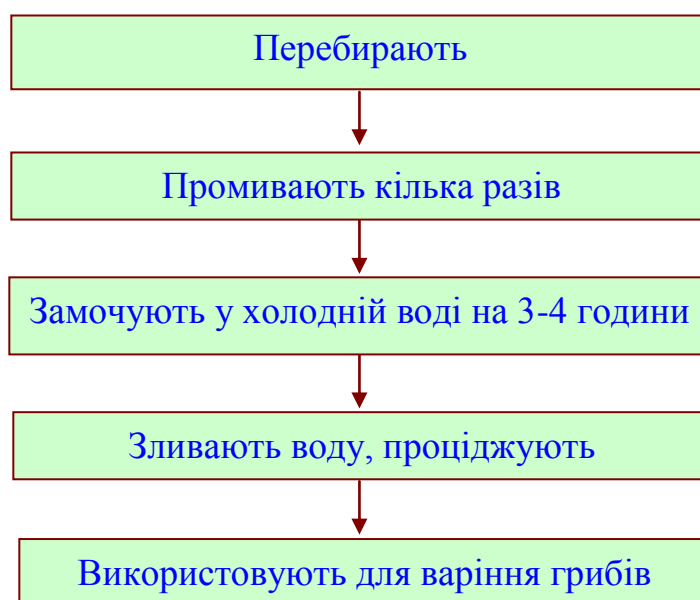 Перебирають
Промивають кілька разів
Замочують у холодній воді на 3-4 години
Зливають воду, проціджують
Використовують для варіння грибів